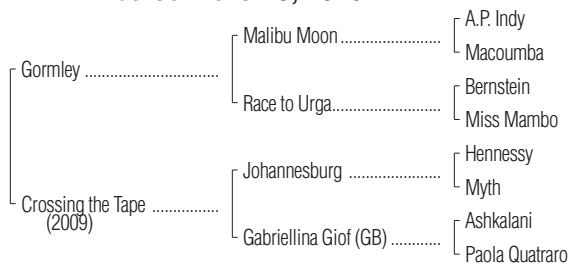 A.P. Indy
Malibu Moon ........................
Macoumba
Gormley ................................
Bernstein
Race to Urga..........................
Miss Mambo
Hennessy
Johannesburg ......................
Myth
Crossing the Tape ................
(2009)
Ashkalani
Gabriellina Giof (GB) ............
Paola Quatraro